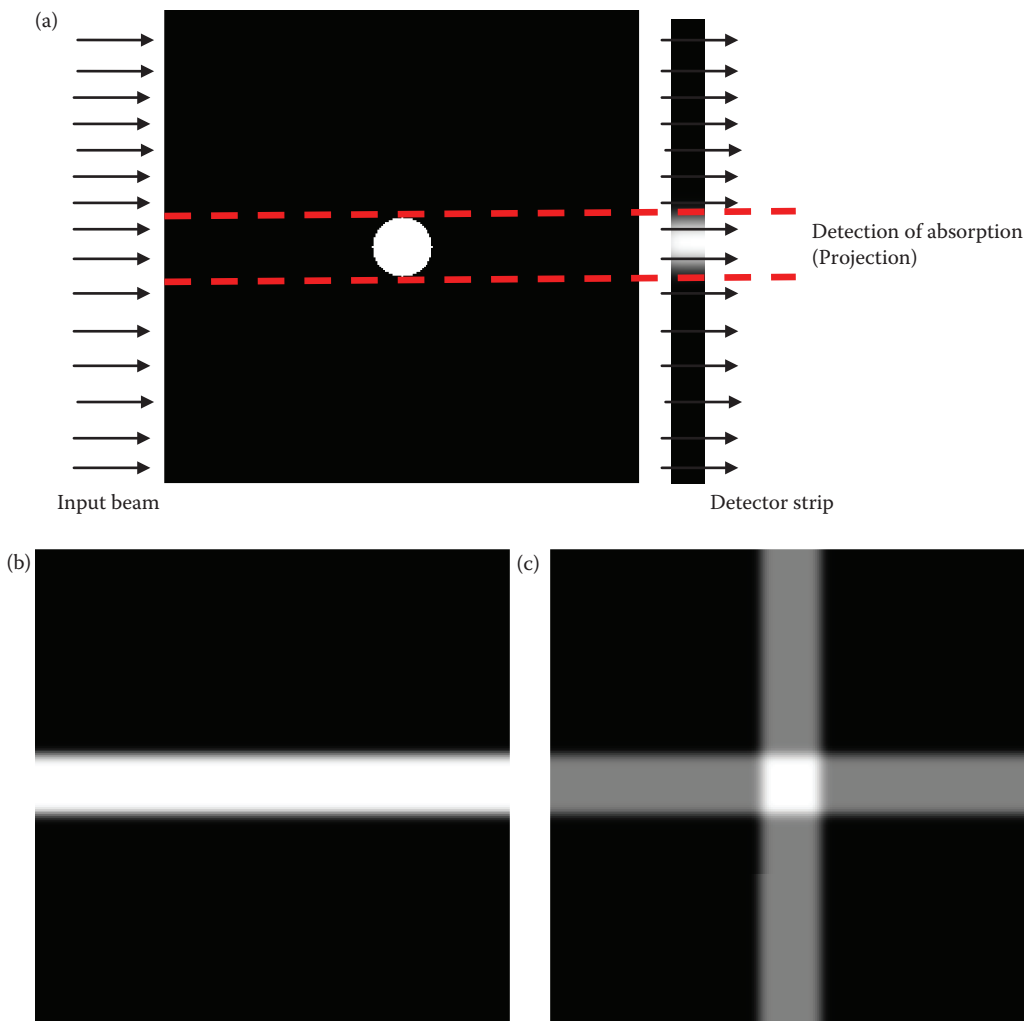 (a)
Detection of absorption
(Projection)
Input beam
Detector strip
(b)
(c)